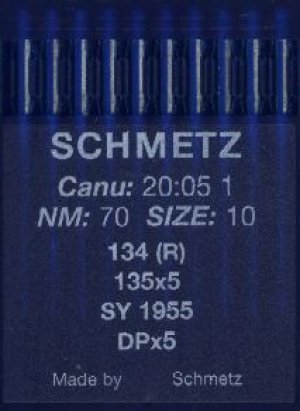 SCHMETZ
Canu: 20:05 1
NM: 70 SIZE: 10
134 (R)
135x5
SY 1955
DPx5
Made by Schmetz